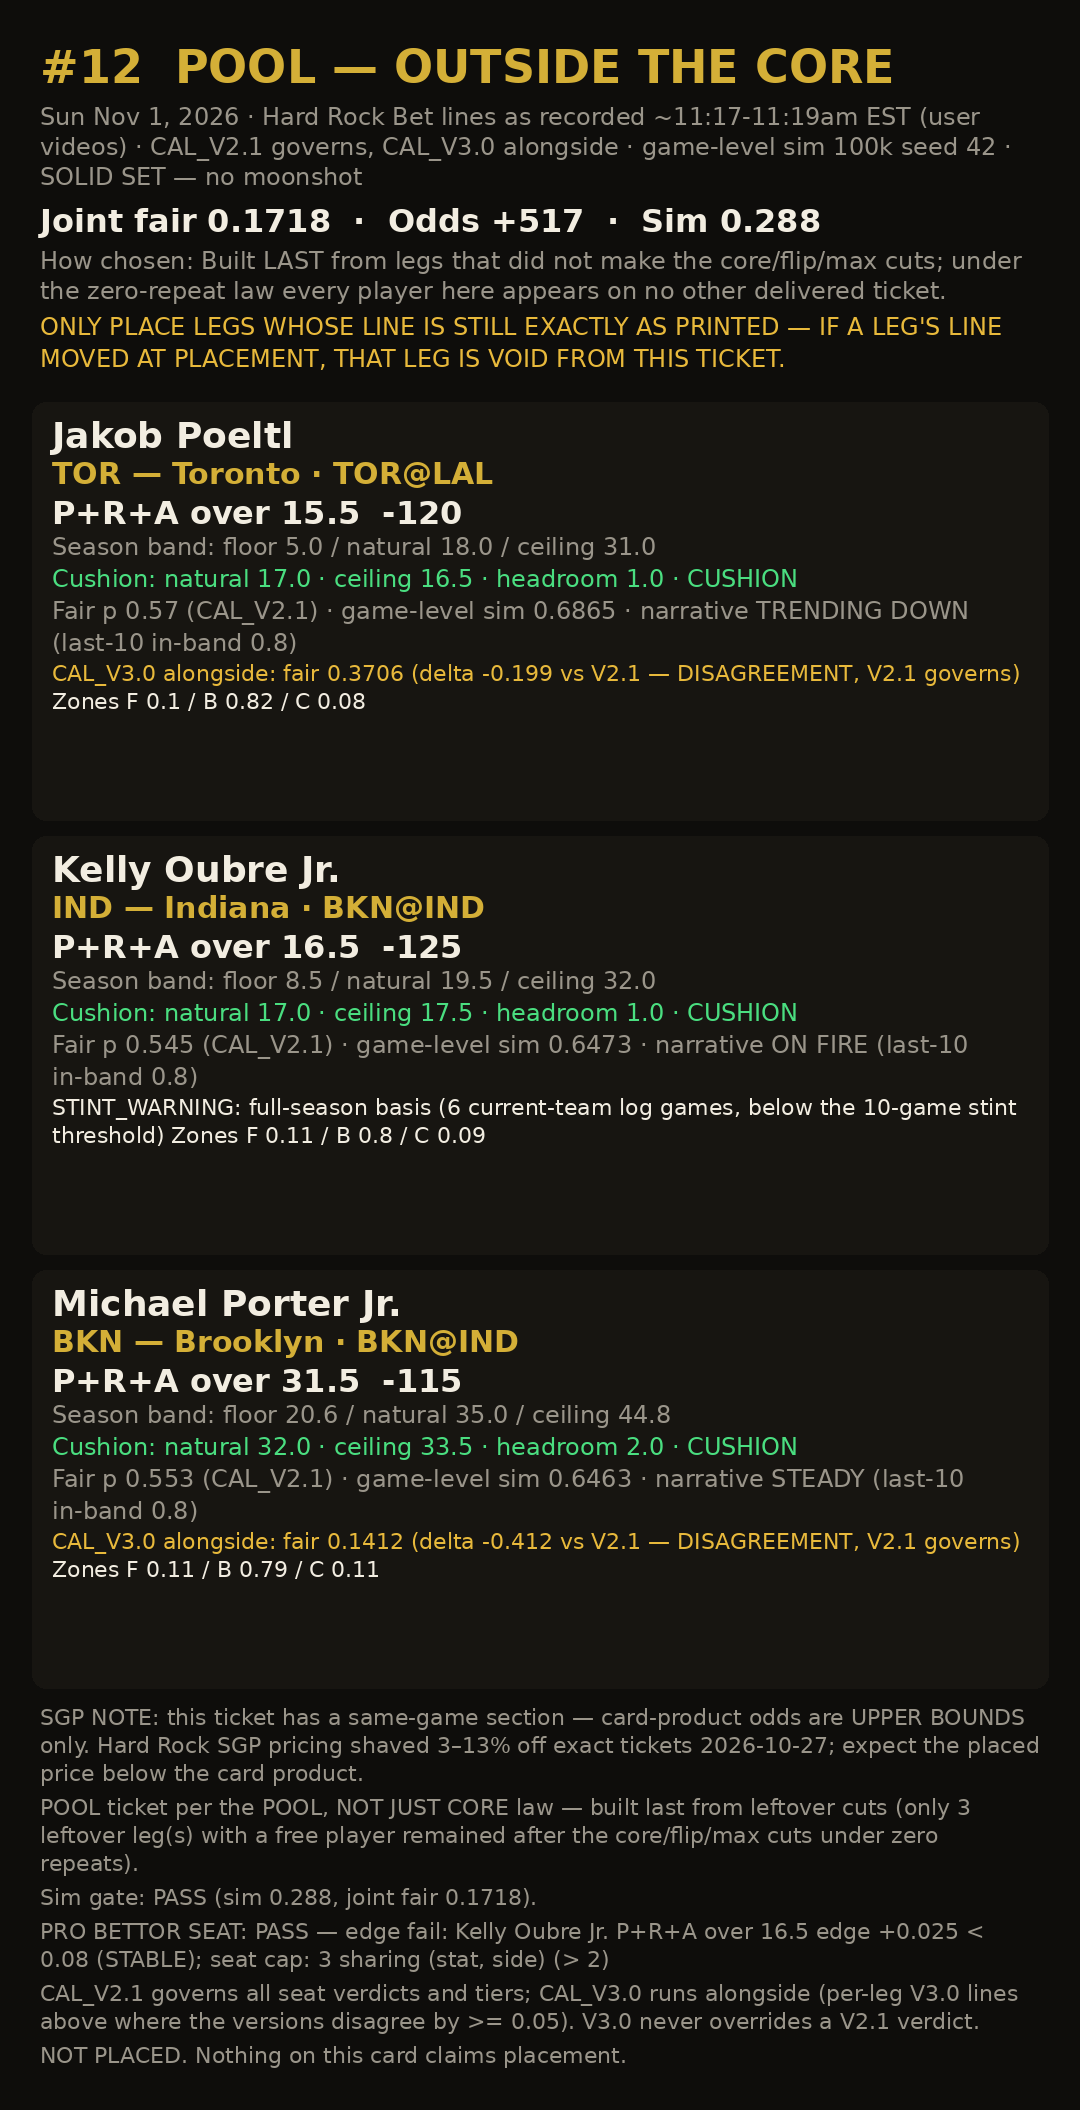 #12 POOL — OUTSIDE THE CORE
Sun Nov 1, 2026 · Hard Rock Bet lines as recorded ~11:17-11:19am EST (user
videos) · CAL_V2.1 governs, CAL_V3.0 alongside · game-level sim 100k seed 42 ·
SOLID SET — no moonshot
Joint fair 0.1718 · Odds +517 · Sim 0.288
How chosen: Built LAST from legs that did not make the core/flip/max cuts; under
the zero-repeat law every player here appears on no other delivered ticket.
ONLY PLACE LEGS WHOSE LINE IS STILL EXACTLY AS PRINTED — IF A LEG'S LINE
MOVED AT PLACEMENT, THAT LEG IS VOID FROM THIS TICKET.
Jakob Poeltl
TOR — Toronto · TOR@LAL
P+R+A over 15.5 -120
Season band: floor 5.0 / natural 18.0 / ceiling 31.0
Cushion: natural 17.0 · ceiling 16.5 · headroom 1.0 · CUSHION
Fair p 0.57 (CAL_V2.1) · game-level sim 0.6865 · narrative TRENDING DOWN
(last-10 in-band 0.8)
CAL_V3.0 alongside: fair 0.3706 (delta -0.199 vs V2.1 — DISAGREEMENT, V2.1 governs)
Zones F 0.1 / B 0.82 / C 0.08
Kelly Oubre Jr.
IND — Indiana · BKN@IND
P+R+A over 16.5 -125
Season band: floor 8.5 / natural 19.5 / ceiling 32.0
Cushion: natural 17.0 · ceiling 17.5 · headroom 1.0 · CUSHION
Fair p 0.545 (CAL_V2.1) · game-level sim 0.6473 · narrative ON FIRE (last-10
in-band 0.8)
STINT_WARNING: full-season basis (6 current-team log games, below the 10-game stint
threshold) Zones F 0.11 / B 0.8 / C 0.09
Michael Porter Jr.
BKN — Brooklyn · BKN@IND
P+R+A over 31.5 -115
Season band: floor 20.6 / natural 35.0 / ceiling 44.8
Cushion: natural 32.0 · ceiling 33.5 · headroom 2.0 · CUSHION
Fair p 0.553 (CAL_V2.1) · game-level sim 0.6463 · narrative STEADY (last-10
in-band 0.8)
CAL_V3.0 alongside: fair 0.1412 (delta -0.412 vs V2.1 — DISAGREEMENT, V2.1 governs)
Zones F 0.11 / B 0.79 / C 0.11
SGP NOTE: this ticket has a same-game section — card-product odds are UPPER BOUNDS
only. Hard Rock SGP pricing shaved 3–13% off exact tickets 2026-10-27; expect the placed
price below the card product.
POOL ticket per the POOL, NOT JUST CORE law — built last from leftover cuts (only 3
leftover leg(s) with a free player remained after the core/flip/max cuts under zero
repeats).
Sim gate: PASS (sim 0.288, joint fair 0.1718).
PRO BETTOR SEAT: PASS — edge fail: Kelly Oubre Jr. P+R+A over 16.5 edge +0.025 <
0.08 (STABLE); seat cap: 3 sharing (stat, side) (> 2)
CAL_V2.1 governs all seat verdicts and tiers; CAL_V3.0 runs alongside (per-leg V3.0 lines
above where the versions disagree by >= 0.05). V3.0 never overrides a V2.1 verdict.
NOT PLACED. Nothing on this card claims placement.